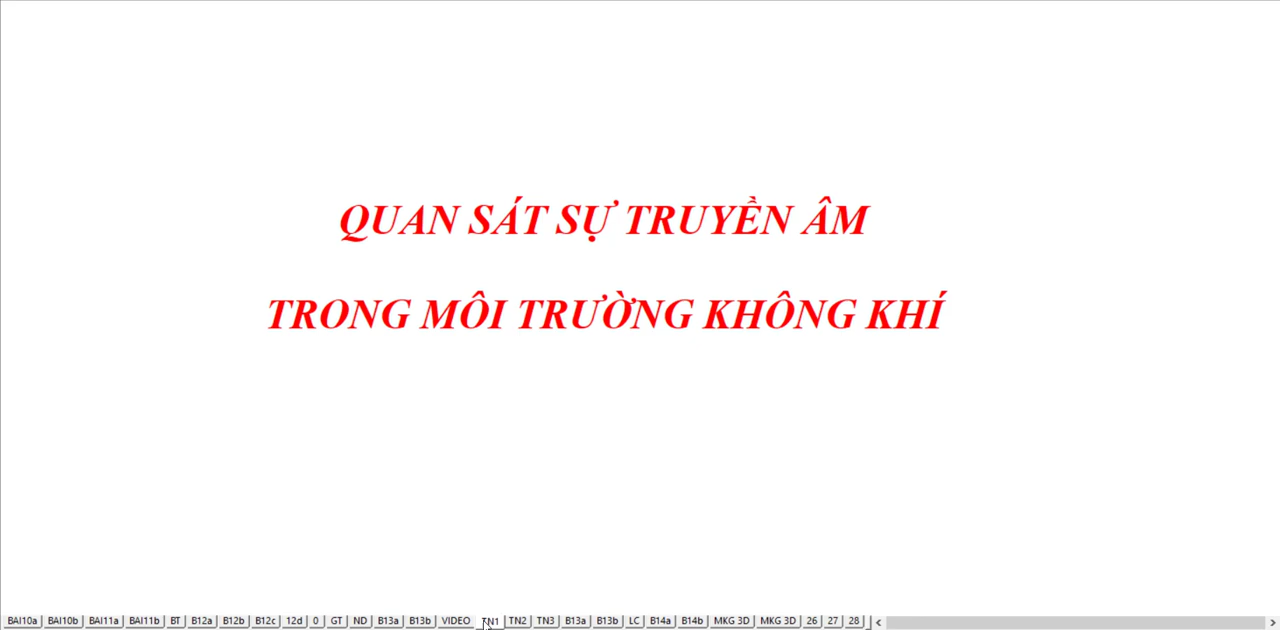 QUAN SÁT SỰ TRUYỀN ÂM
TRONG MÔI TRƯỜNG KHÔNG KHÍ
BAI10a BAI10b BAI11a BAI11b BT B12a B12b B12c 12d 0 GT ND B13a B13b VIDEO TN1 TN2 TN3 B13a B13b LC B14a B14b MKG 3D MKG 3D 26 27 28